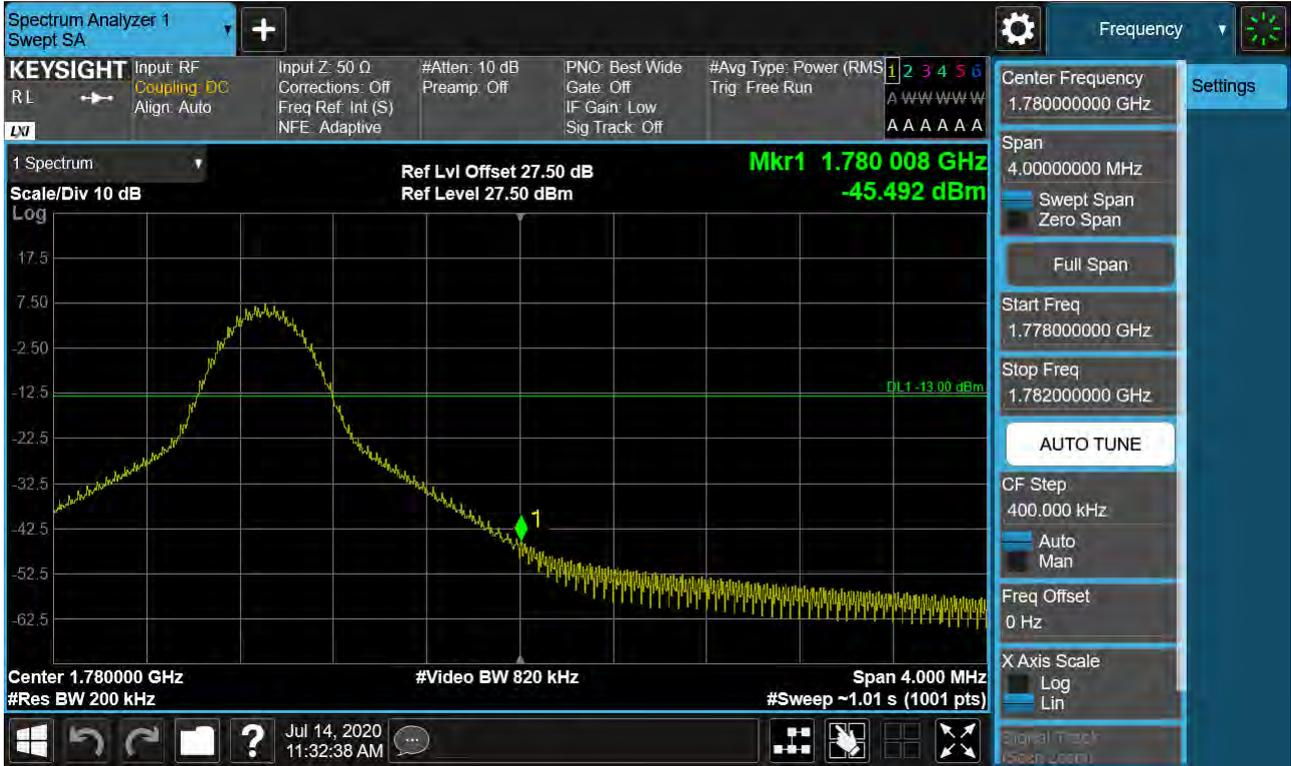 Spectrum Analyzer 1
Swept SA
+
Frequency
KEYSIGHT
RL
LXI
Input: RF
Coupling: DC
Align: Auto
Input Z: 50 Ω
Corrections: Off
Freq Ref: Int (S)
NFE: Adaptive
#Atten: 10 dB
Preamp: Off
PNO: Best Wide
Gate: Off
IF Gain: Low
Sig Track: Off
#Avg Type: Power (RMS
Trig: Free Run
1 2 3 4 5 6
A W W W W W
A A A A A A
1 Spectrum
Scale/Div 10 dB
Log
Ref Lvl Offset 27.50 dB
Ref Level 27.50 dBm
Mkr1 1.780 008 GHz
-45.492 dBm
17.5
7.50
-2.50
-12.5
-22.5
-32.5
-42.5
-52.5
-62.5
DL1 -13.00 dBm
1
Center 1.780000 GHz
#Res BW 200 kHz
#Video BW 820 kHz
Span 4.000 MHz
#Sweep ~1.01 s (1001 pts)
Center Frequency
1.780000000 GHz
Settings
Span
4.00000000 MHz
Swept Span
Zero Span
Full Span
Start Freq
1.778000000 GHz
Stop Freq
1.782000000 GHz
AUTO TUNE
CF Step
400.000 kHz
Auto
Man
Freq Offset
0 Hz
X Axis Scale
Log
Lin
Signal Track
(Span Zoom)
?
Jul 14, 2020
11:32:38 AM